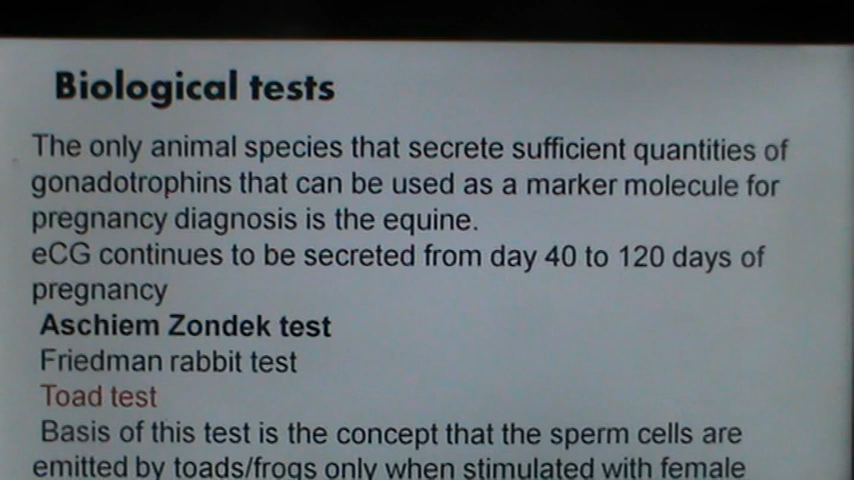 Biological tests
The only animal species that secrete sufficient quantities of
gonadotrophins that can be used as a marker molecule for
pregnancy diagnosis is the equine.
eCG continues to be secreted from day 40 to 120 days of
pregnancy
Aschiem Zondek test
Friedman rabbit test
Toad test
Basis of this test is the concept that the sperm cells are
emitted by toads/frogs only when stimulated with female